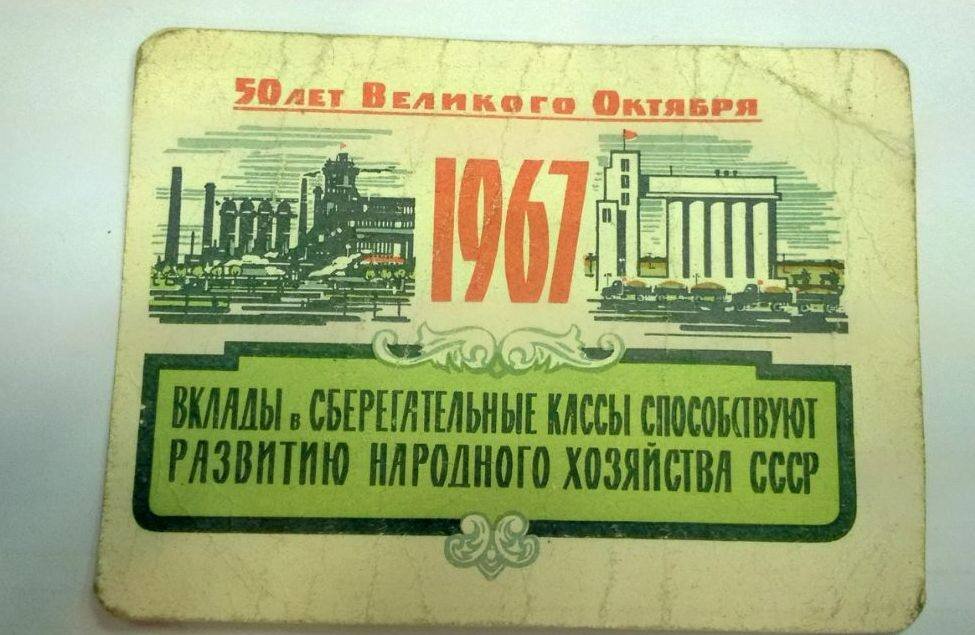 50 лет Великого Октября
1967
ВКЛАДЫ в СБЕРЕГАТЕЛЬНЫЕ КАССЫ СПОСОБСТВУЮТ
РАЗВИТИЮ НАРОДНОГО ХОЗЯЙСТВА СССР